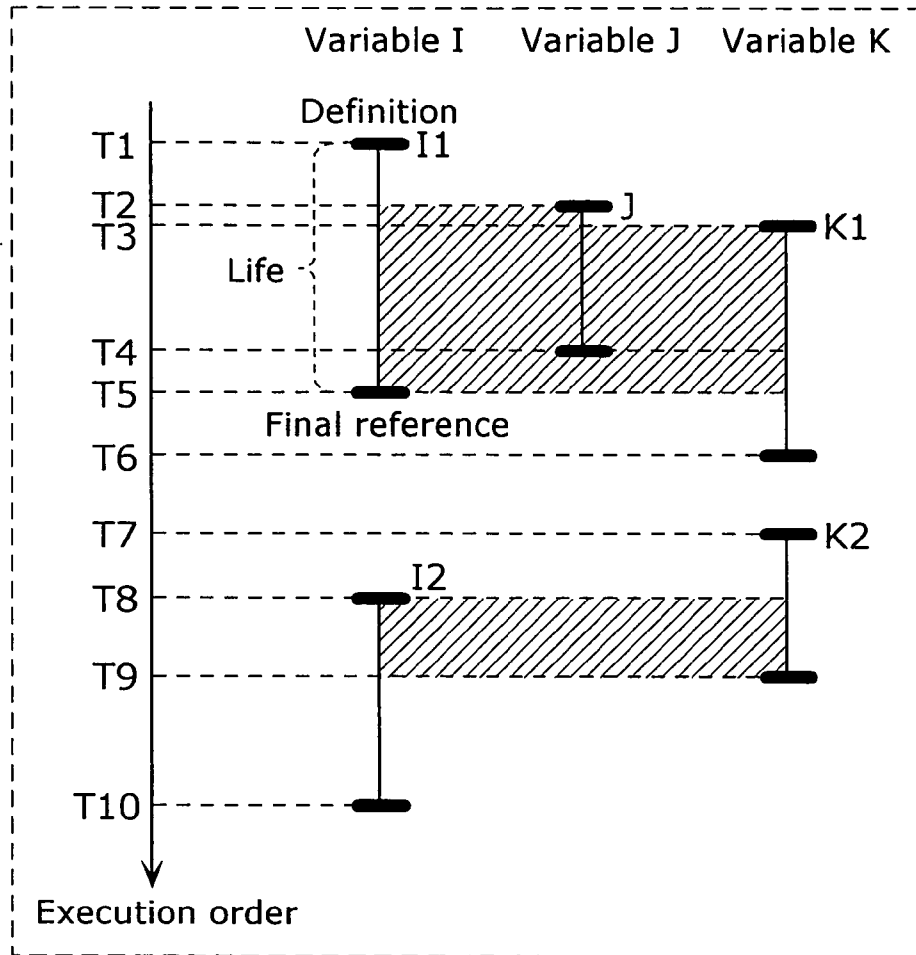 Variable I Variable J Variable K
Definition
T1 I1
T2 J
T3 K1
Life
T4
T5
Final reference
T6
T7 K2
I2
T8
T9
T10
Execution order